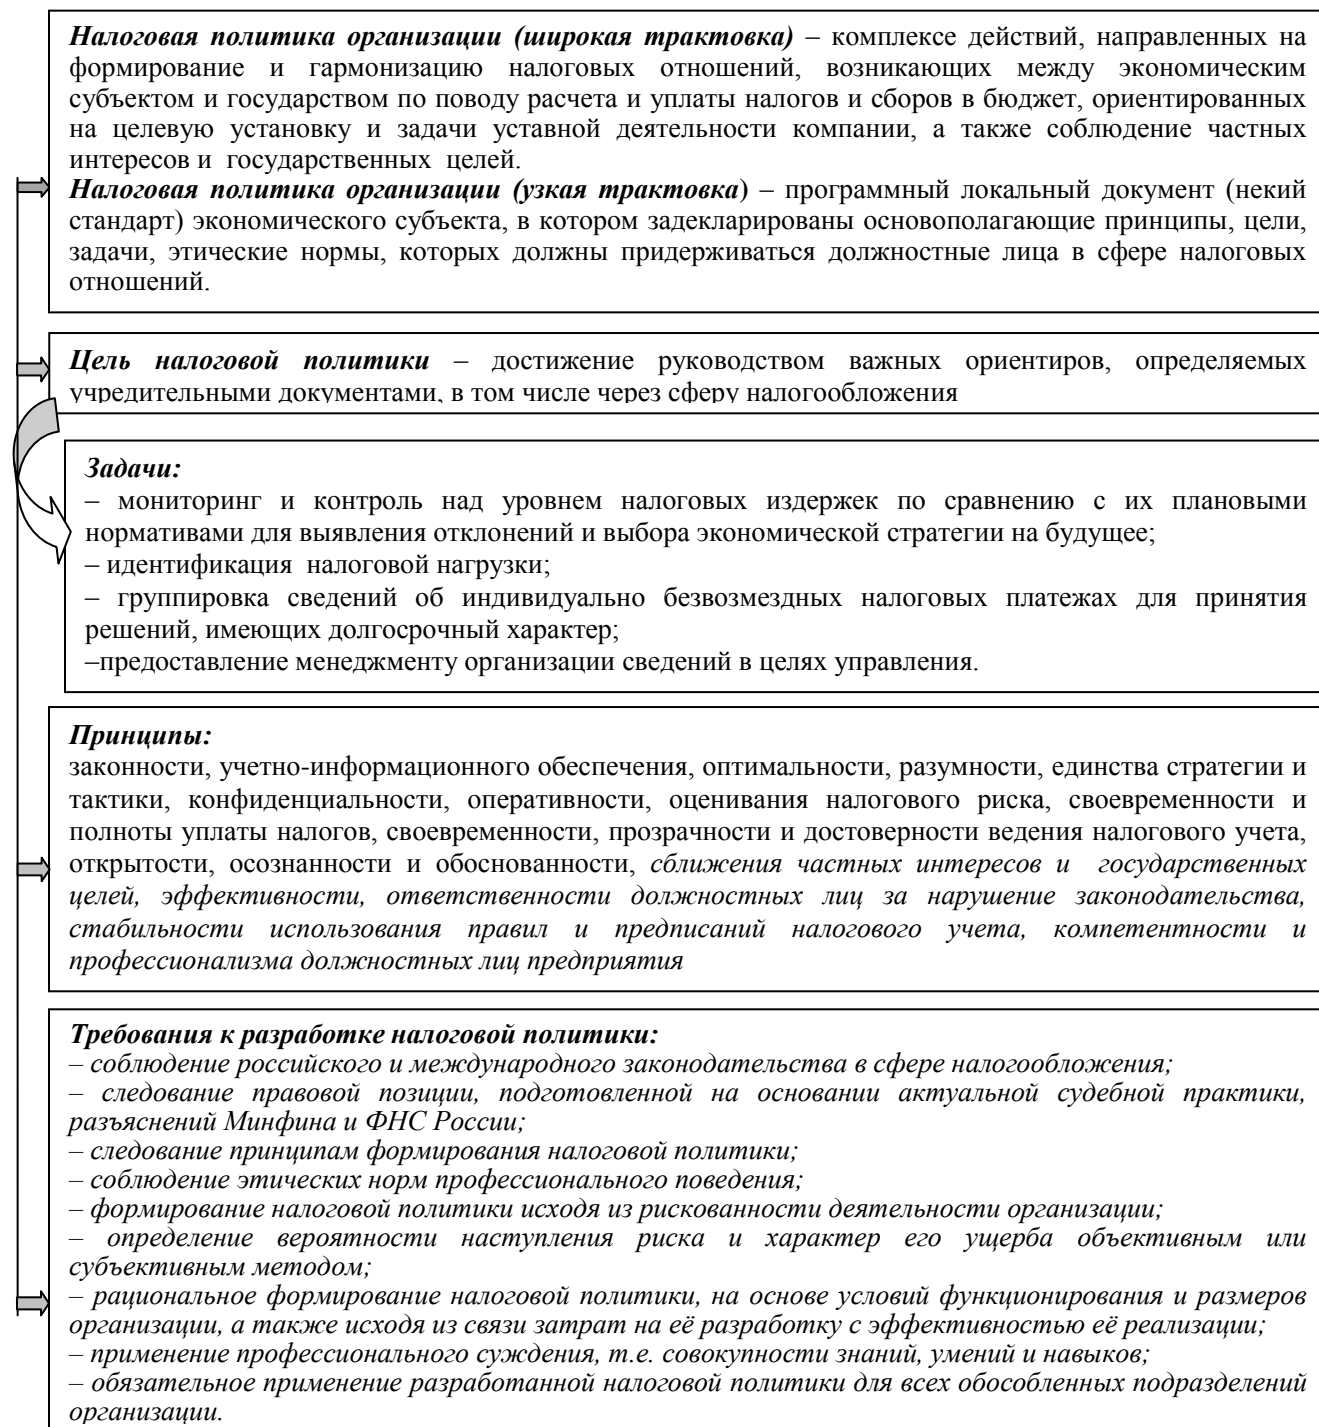 Налоговая политика организации (широкая трактовка) – комплексе действий, направленных на
формирование и гармонизацию налоговых отношений, возникающих между экономическим
субъектом и государством по поводу расчета и уплаты налогов и сборов в бюджет, ориентированных
на целевую установку и задачи уставной деятельности компании, а также соблюдение частных
интересов и государственных целей.
Налоговая политика организации (узкая трактовка) – программный локальный документ (некий
стандарт) экономического субъекта, в котором задекларированы основополагающие принципы, цели,
задачи, этические нормы, которых должны придерживаться должностные лица в сфере налоговых
отношений.
Цель налоговой политики – достижение руководством важных ориентиров, определяемых
учредительными документами, в том числе через сферу налогообложения
Задачи:
– мониторинг и контроль над уровнем налоговых издержек по сравнению с их плановыми
нормативами для выявления отклонений и выбора экономической стратегии на будущее;
– идентификация налоговой нагрузки;
– группировка сведений об индивидуально безвозмездных налоговых платежах для принятия
решений, имеющих долгосрочный характер;
–предоставление менеджменту организации сведений в целях управления.
Принципы:
законности, учетно-информационного обеспечения, оптимальности, разумности, единства стратегии и
тактики, конфиденциальности, оперативности, оценивания налогового риска, своевременности и
полноты уплаты налогов, своевременности, прозрачности и достоверности ведения налогового учета,
открытости, осознанности и обоснованности, сближения частных интересов и государственных
целей, эффективности, ответственности должностных лиц за нарушение законодательства,
стабильности использования правил и предписаний налогового учета, компетентности и
профессионализма должностных лиц предприятия
Требования к разработке налоговой политики:
– соблюдение российского и международного законодательства в сфере налогообложения;
– следование правовой позиции, подготовленной на основании актуальной судебной практики,
разъяснений Минфина и ФНС России;
– следование принципам формирования налоговой политики;
– соблюдение этических норм профессионального поведения;
– формирование налоговой политики исходя из рискованности деятельности организации;
– определение вероятности наступления риска и характер его ущерба объективным или
субъективным методом;
– рациональное формирование налоговой политики, на основе условий функционирования и размеров
организации, а также исходя из связи затрат на её разработку с эффективностью её реализации;
– применение профессионального суждения, т.е. совокупности знаний, умений и навыков;
– обязательное применение разработанной налоговой политики для всех обособленных подразделений
организации.